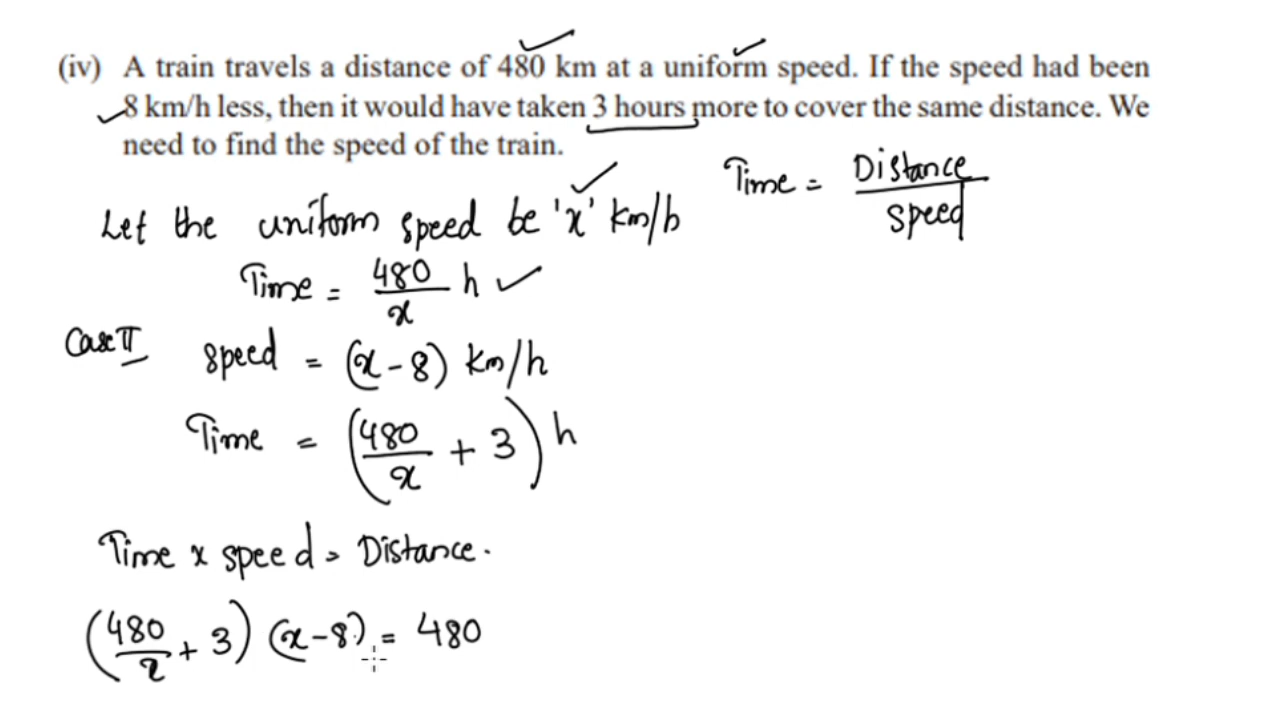 (iv) A train travels a distance of 480 km at a uniform speed. If the speed had been
8 km/h less, then it would have taken 3 hours more to cover the same distance. We
need to find the speed of the train.
Time = Distance / Speed
Let the uniform speed be 'x' km/h
Time = 480/x h
Case II speed = (x - 8) km/h
Time = (480/x + 3) h
Time x speed = Distance.
(480/x + 3) (x - 8) = 480